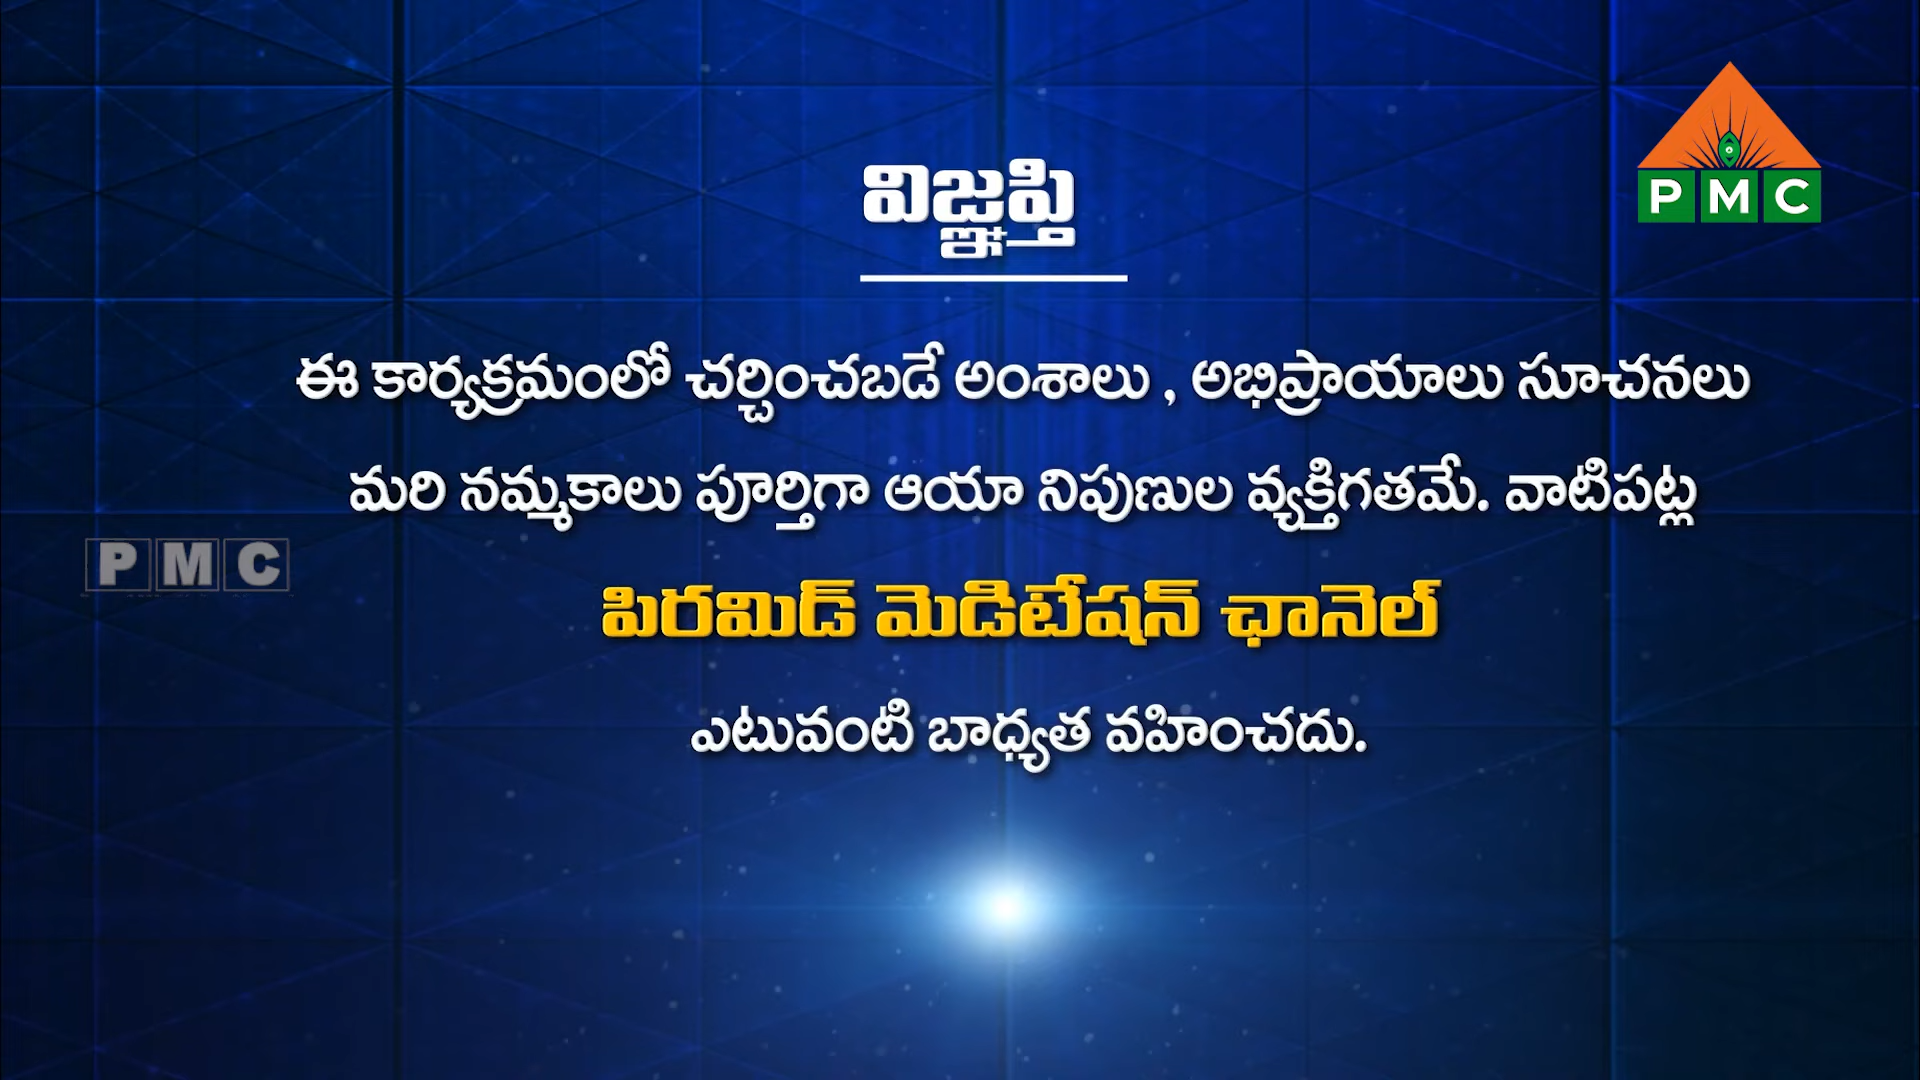 విజ్ఞప్తి
PMC
ఈ కార్యక్రమంలో చర్చించబడే అంశాలు , అభిప్రాయాలు సూచనలు
మరి నమ్మకాలు పూర్తిగా ఆయా నిపుణుల వ్యక్తిగతమే. వాటిపట్ల
PMC
పిరమిడ్ మెడిటేషన్ ఛానెల్
ఎటువంటి బాధ్యత వహించదు.